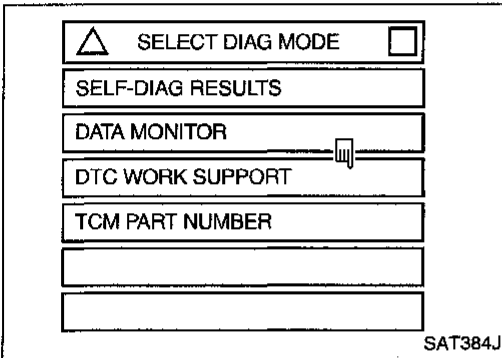 SELECT DIAG MODE
SELF-DIAG RESULTS
DATA MONITOR
DTC WORK SUPPORT
TCM PART NUMBER
SAT384J